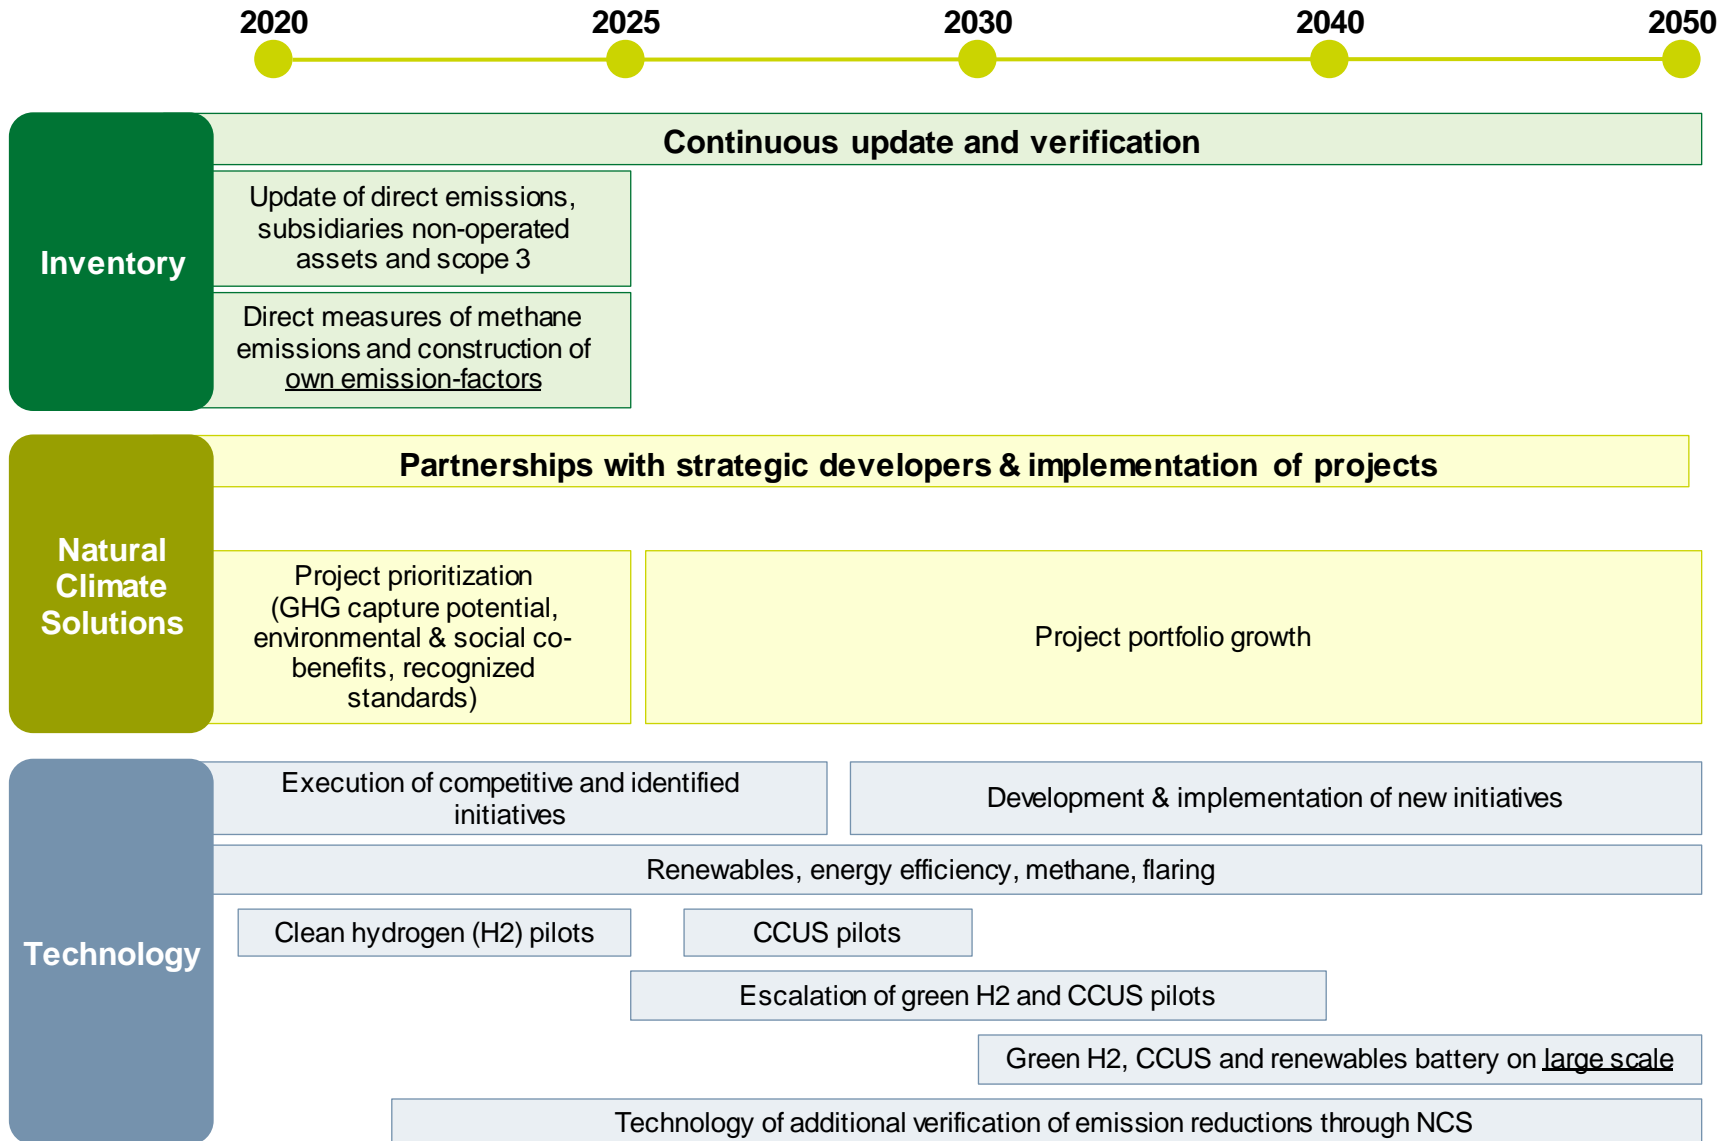 2020 2025 2030 2040 2050
Continuous update and verification
Inventory
Update of direct emissions,
subsidiaries non-operated
assets and scope 3
Direct measures of methane
emissions and construction of
own emission-factors
Partnerships with strategic developers & implementation of projects
Natural
Climate
Solutions
Project prioritization
(GHG capture potential,
environmental & social co-
benefits, recognized
standards)
Project portfolio growth
Technology
Execution of competitive and identified
initiatives
Development & implementation of new initiatives
Renewables, energy efficiency, methane, flaring
Clean hydrogen (H2) pilots
CCUS pilots
Escalation of green H2 and CCUS pilots
Green H2, CCUS and renewables battery on large scale
Technology of additional verification of emission reductions through NCS